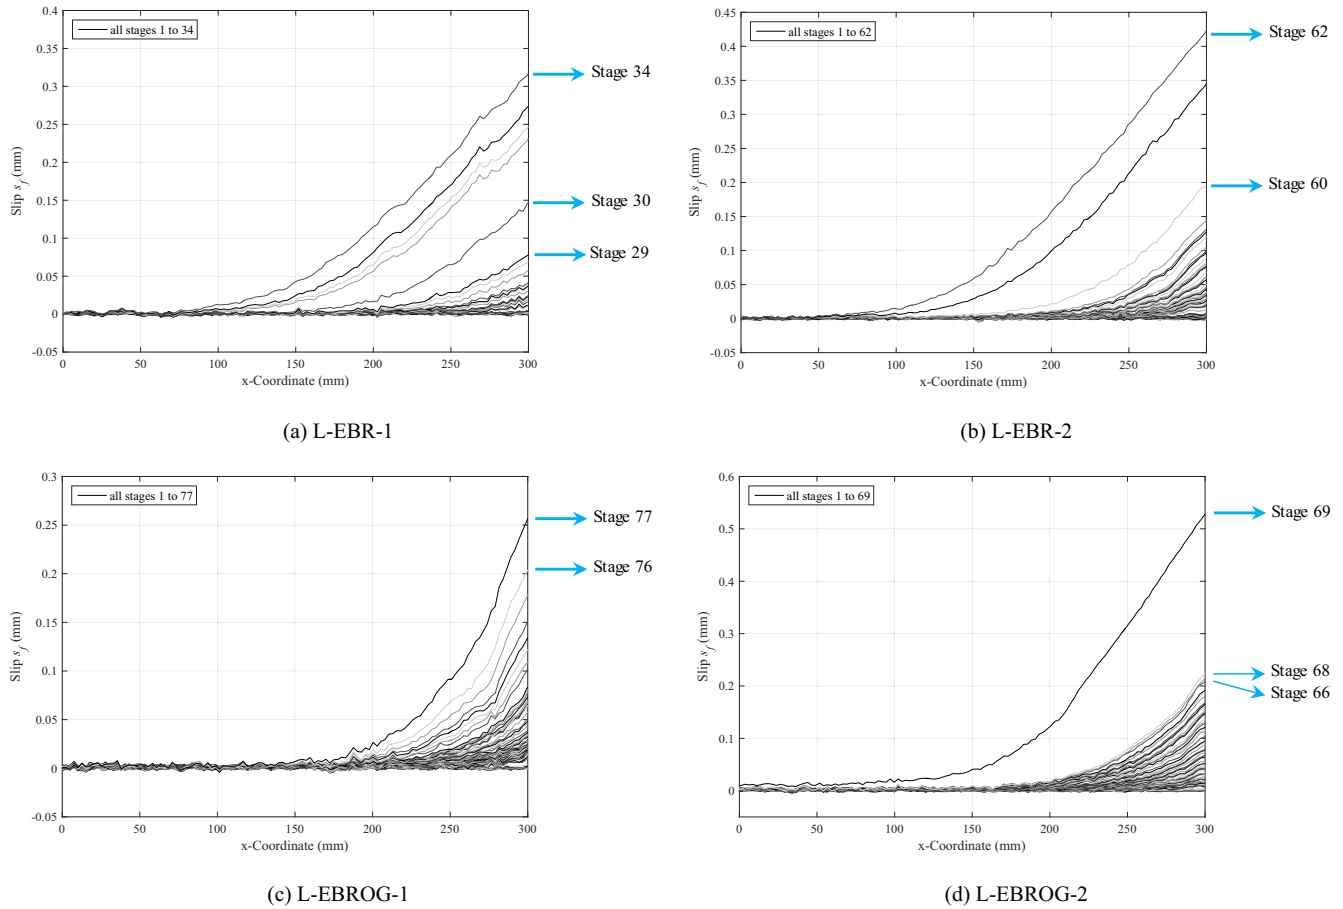 0.4
0.35
0.3
0.25
0.2
0.15
0.1
0.05
0
-0.05
Slip s_f (mm)
all stages 1 to 34
0 50 100 150 200 250 300
x-Coordinate (mm)
Stage 34
Stage 30
Stage 29
(a) L-EBR-1
0.45
0.4
0.35
0.3
0.25
0.2
0.15
0.1
0.05
0
-0.05
Slip s_f (mm)
all stages 1 to 62
0 50 100 150 200 250 300
x-Coordinate (mm)
Stage 62
Stage 60
(b) L-EBR-2
0.3
0.25
0.2
0.15
0.1
0.05
0
-0.05
Slip s_f (mm)
all stages 1 to 77
0 50 100 150 200 250 300
x-Coordinate (mm)
Stage 77
Stage 76
(c) L-EBROG-1
0.6
0.5
0.4
0.3
0.2
0.1
0
Slip s_f (mm)
all stages 1 to 69
0 50 100 150 200 250 300
x-Coordinate (mm)
Stage 69
Stage 68
Stage 66
(d) L-EBROG-2